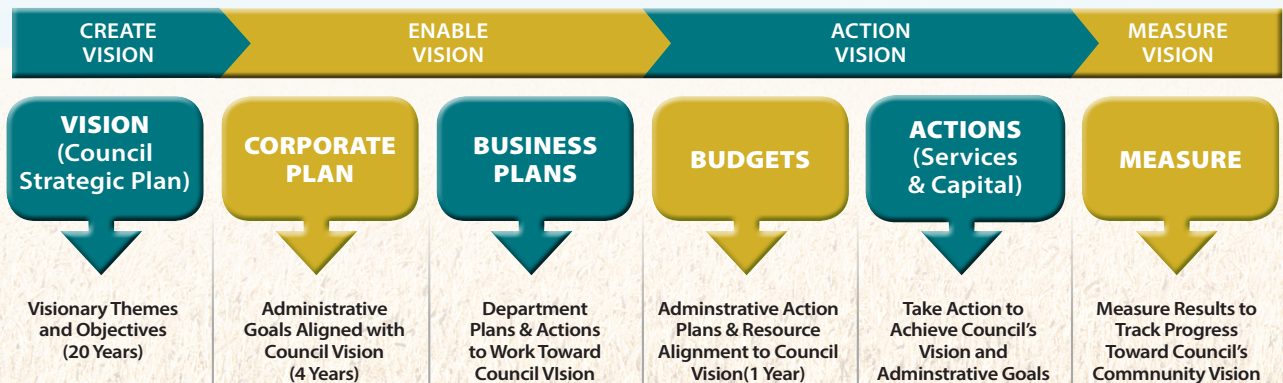 CREATE
VISION
ENABLE
VISION
ACTION
VISION
MEASURE
VISION
VISION
(Council
Strategic Plan)
CORPORATE
PLAN
BUSINESS
PLANS
BUDGETS
ACTIONS
(Services
& Capital)
MEASURE
Visionary Themes
and Objectives
(20 Years)
Administrative
Goals Aligned with
Council Vision
(4 Years)
Department
Plans & Actions
to Work Toward
Council VIsion
Adminstrative Action
Plans & Resource
Alignment to Council
Vision(1 Year)
Take Action to
Achieve Council’s
Vision and
Adminstrative Goals
Measure Results to
Track Progress
Toward Council’s
Commnunity Vision